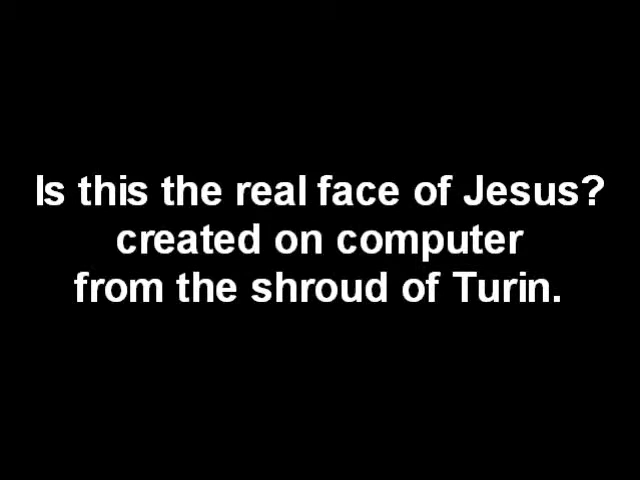 Is this the real face of Jesus?
created on computer
from the shroud of Turin.